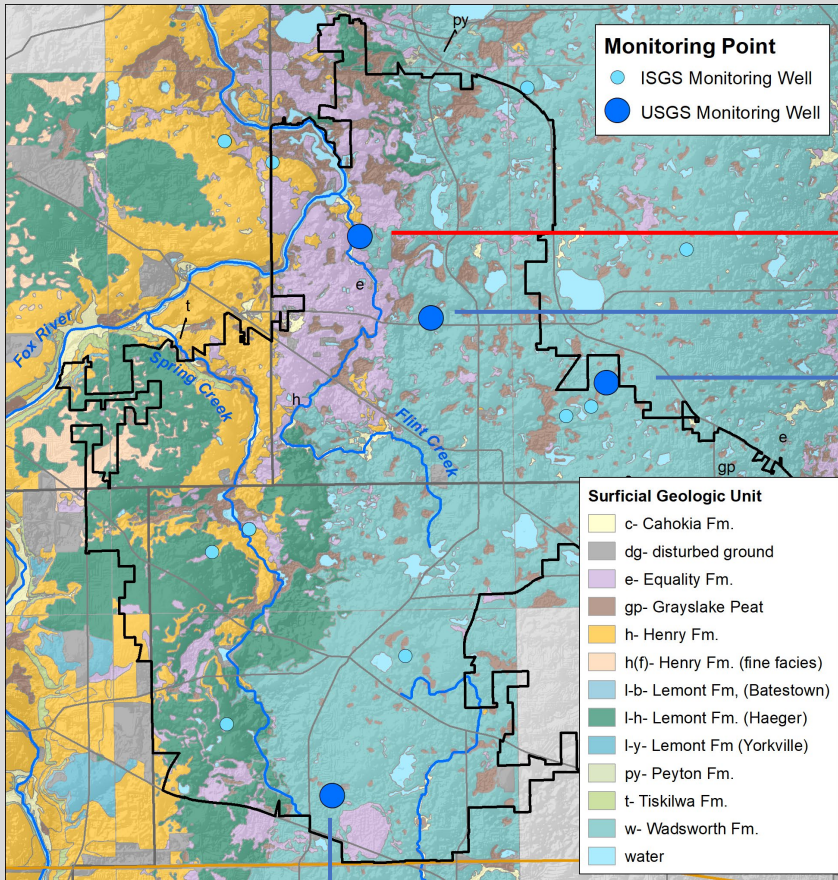 py
Monitoring Point
ISGS Monitoring Well
USGS Monitoring Well
e
t
Fox River
Spring Creek
h
Flint Creek
e
gp
Surficial Geologic Unit
c- Cahokia Fm.
dg- disturbed ground
e- Equality Fm.
gp- Grayslake Peat
h- Henry Fm.
h(f)- Henry Fm. (fine facies)
l-b- Lemont Fm, (Batestown)
l-h- Lemont Fm. (Haeger)
l-y- Lemont Fm (Yorkville)
py- Peyton Fm.
t- Tiskilwa Fm.
w- Wadsworth Fm.
water